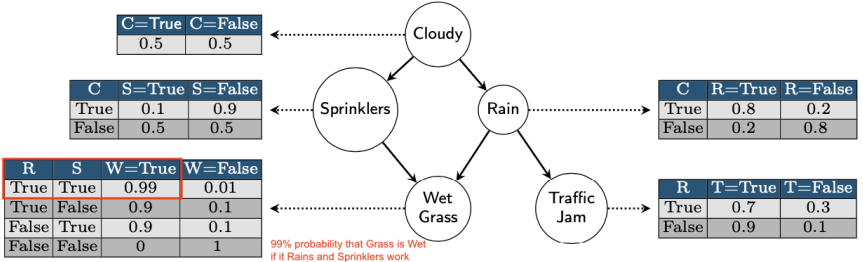 C=True C=False
0.5 0.5
Cloudy
C S=True S=False
True 0.1 0.9
False 0.5 0.5
Sprinklers
Rain
C R=True R=False
True 0.8 0.2
False 0.2 0.8
R S W=True W=False
True True 0.99 0.01
True False 0.9 0.1
False True 0.9 0.1
False False 0 1
Wet
Grass
Traffic
Jam
R T=True T=False
True 0.7 0.3
False 0.9 0.1
99% probability that Grass is Wet
if it Rains and Sprinklers work